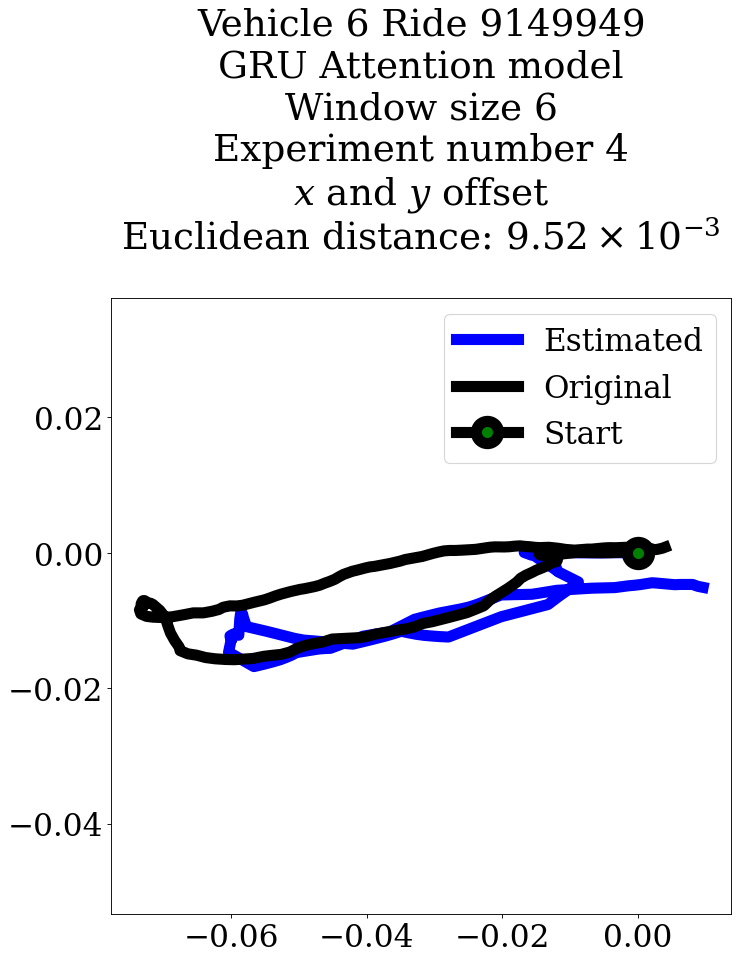 Vehicle 6 Ride 9149949
GRU Attention model
Window size 6
Experiment number 4
x and y offset
Euclidean distance: 9.52 × 10⁻³
Estimated
Original
Start
0.02
0.00
−0.02
−0.04
−0.06 −0.04 −0.02 0.00